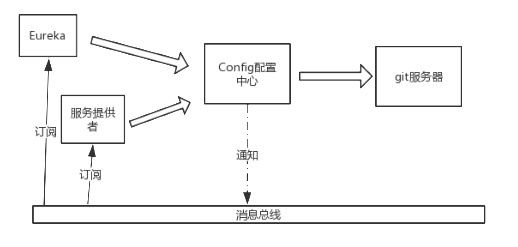 Eureka
Config配置
中心
git服务器
服务提供
者
订阅
通知
订阅
消息总线